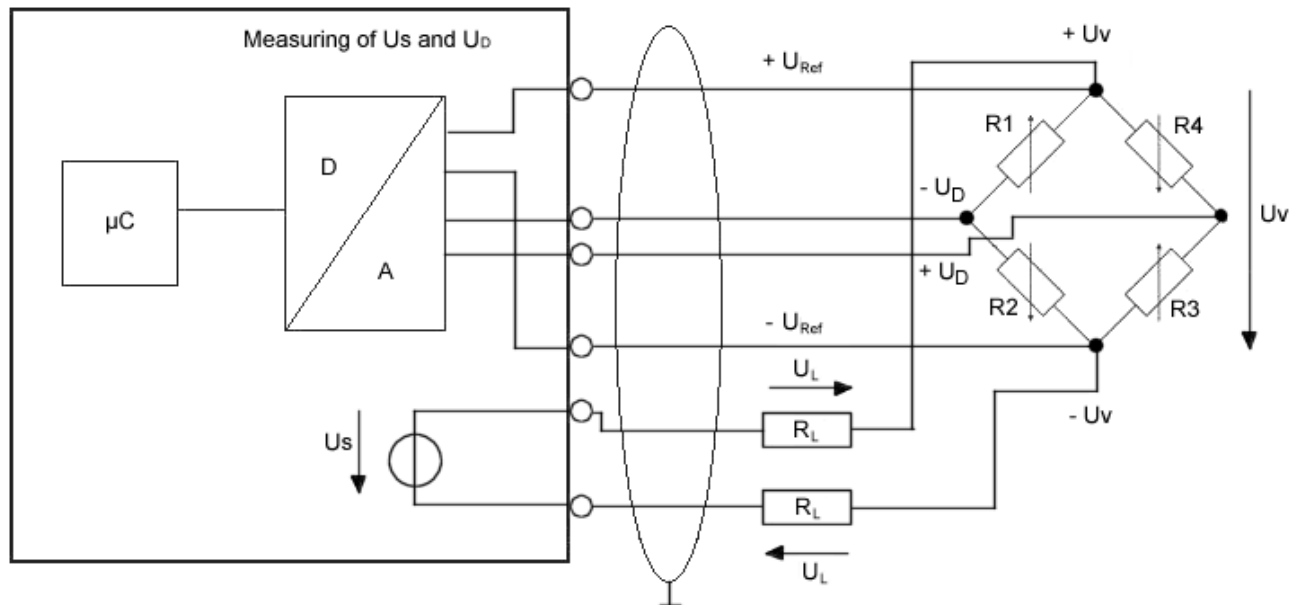 Measuring of Us and UD
+ Uv
+ URef
R1
R4
D
- UD
μC
Uv
A
+ UD
R2
R3
- URef
UL
- Uv
Us
RL
RL
UL